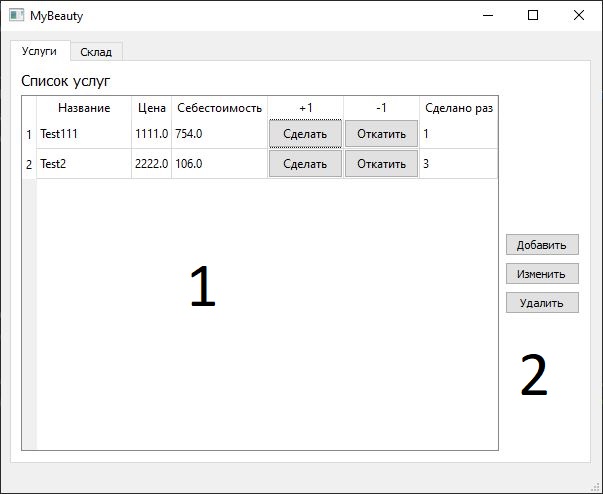 MyBeauty
Услуги Склад
Список услуг
Название Цена Себестоимость +1 -1 Сделано раз
1 Test111 1111.0 754.0 Сделать Откатить 1
2 Test2 2222.0 106.0 Сделать Откатить 3
Добавить
1
Изменить
Удалить
2